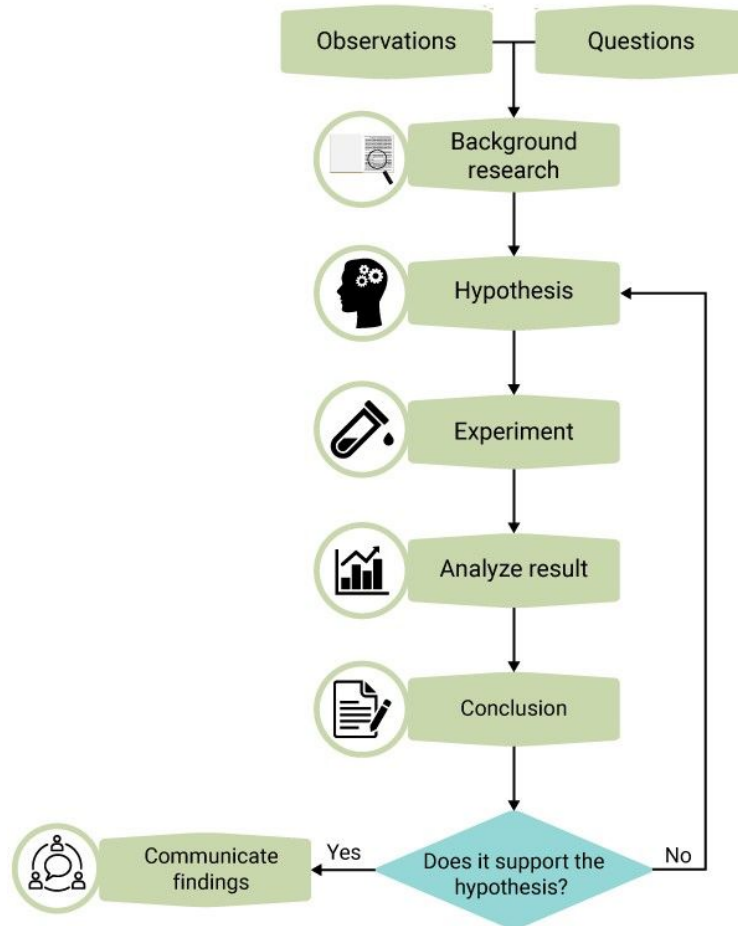 Observations
Questions
Background
research
Hypothesis
Experiment
Analyze result
Conclusion
Does it support the
hypothesis?
Yes
No
Communicate
findings